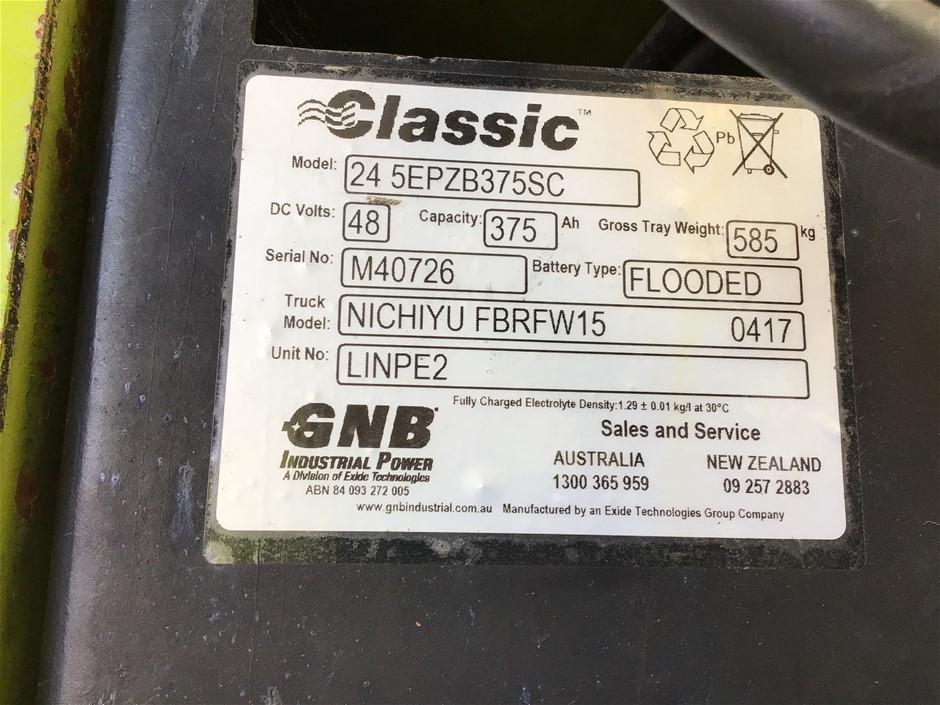 Classic™
Pb
Model: 24 5EPZB375SC
DC Volts: 48 Capacity: 375 Ah Gross Tray Weight: 585 kg
Serial No: M40726 Battery Type: FLOODED
Truck
Model: NICHIYU FBRFW15 0417
Unit No: LINPE2
Fully Charged Electrolyte Density:1.29 ± 0.01 kg/l at 30°C
GNB
INDUSTRIAL POWER
A Division of Exide Technologies
ABN 84 093 272 005
Sales and Service
AUSTRALIA NEW ZEALAND
1300 365 959 09 257 2883
www.gnbindustrial.com.au Manufactured by an Exide Technologies Group Company